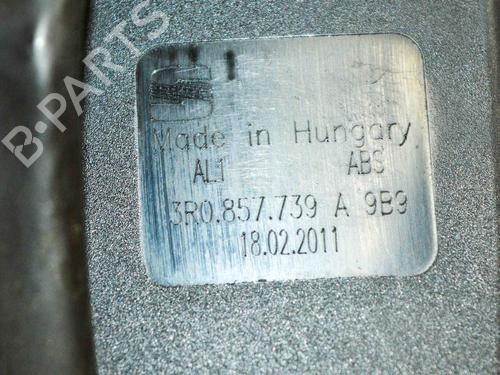 B-PARTS
Made in Hungary
AL1 ABS
3R0.857.739 A 9B9
18.02.2011